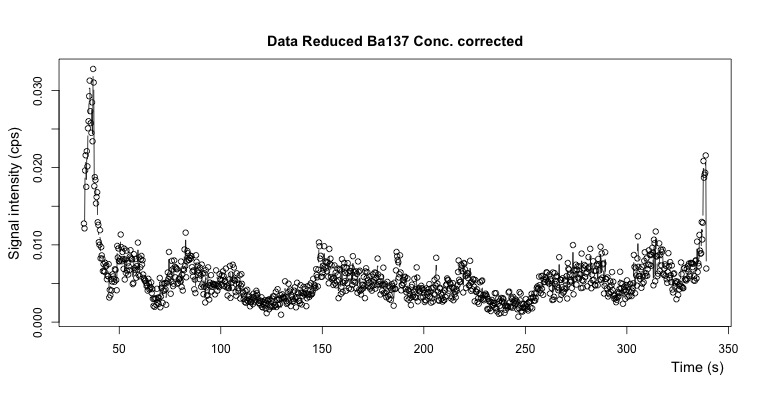 Data Reduced Ba137 Conc. corrected
Signal intensity (cps)
0.030
0.020
0.010
0.000
50 100 150 200 250 300 350
Time (s)